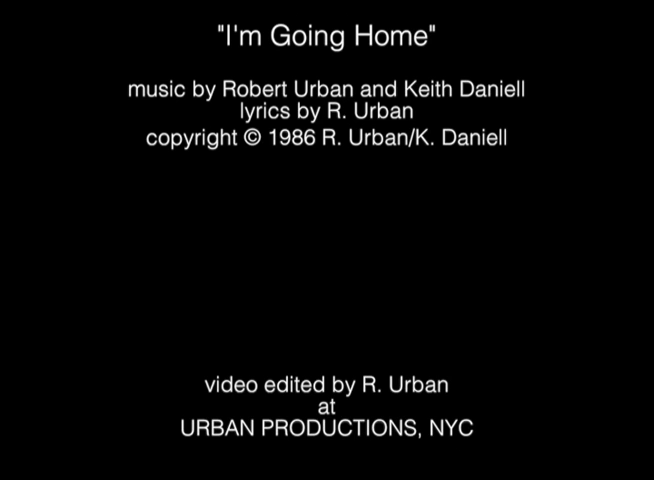 "I'm Going Home"
music by Robert Urban and Keith Daniell
lyrics by R. Urban
copyright © 1986 R. Urban/K. Daniell
video edited by R. Urban
at
URBAN PRODUCTIONS, NYC